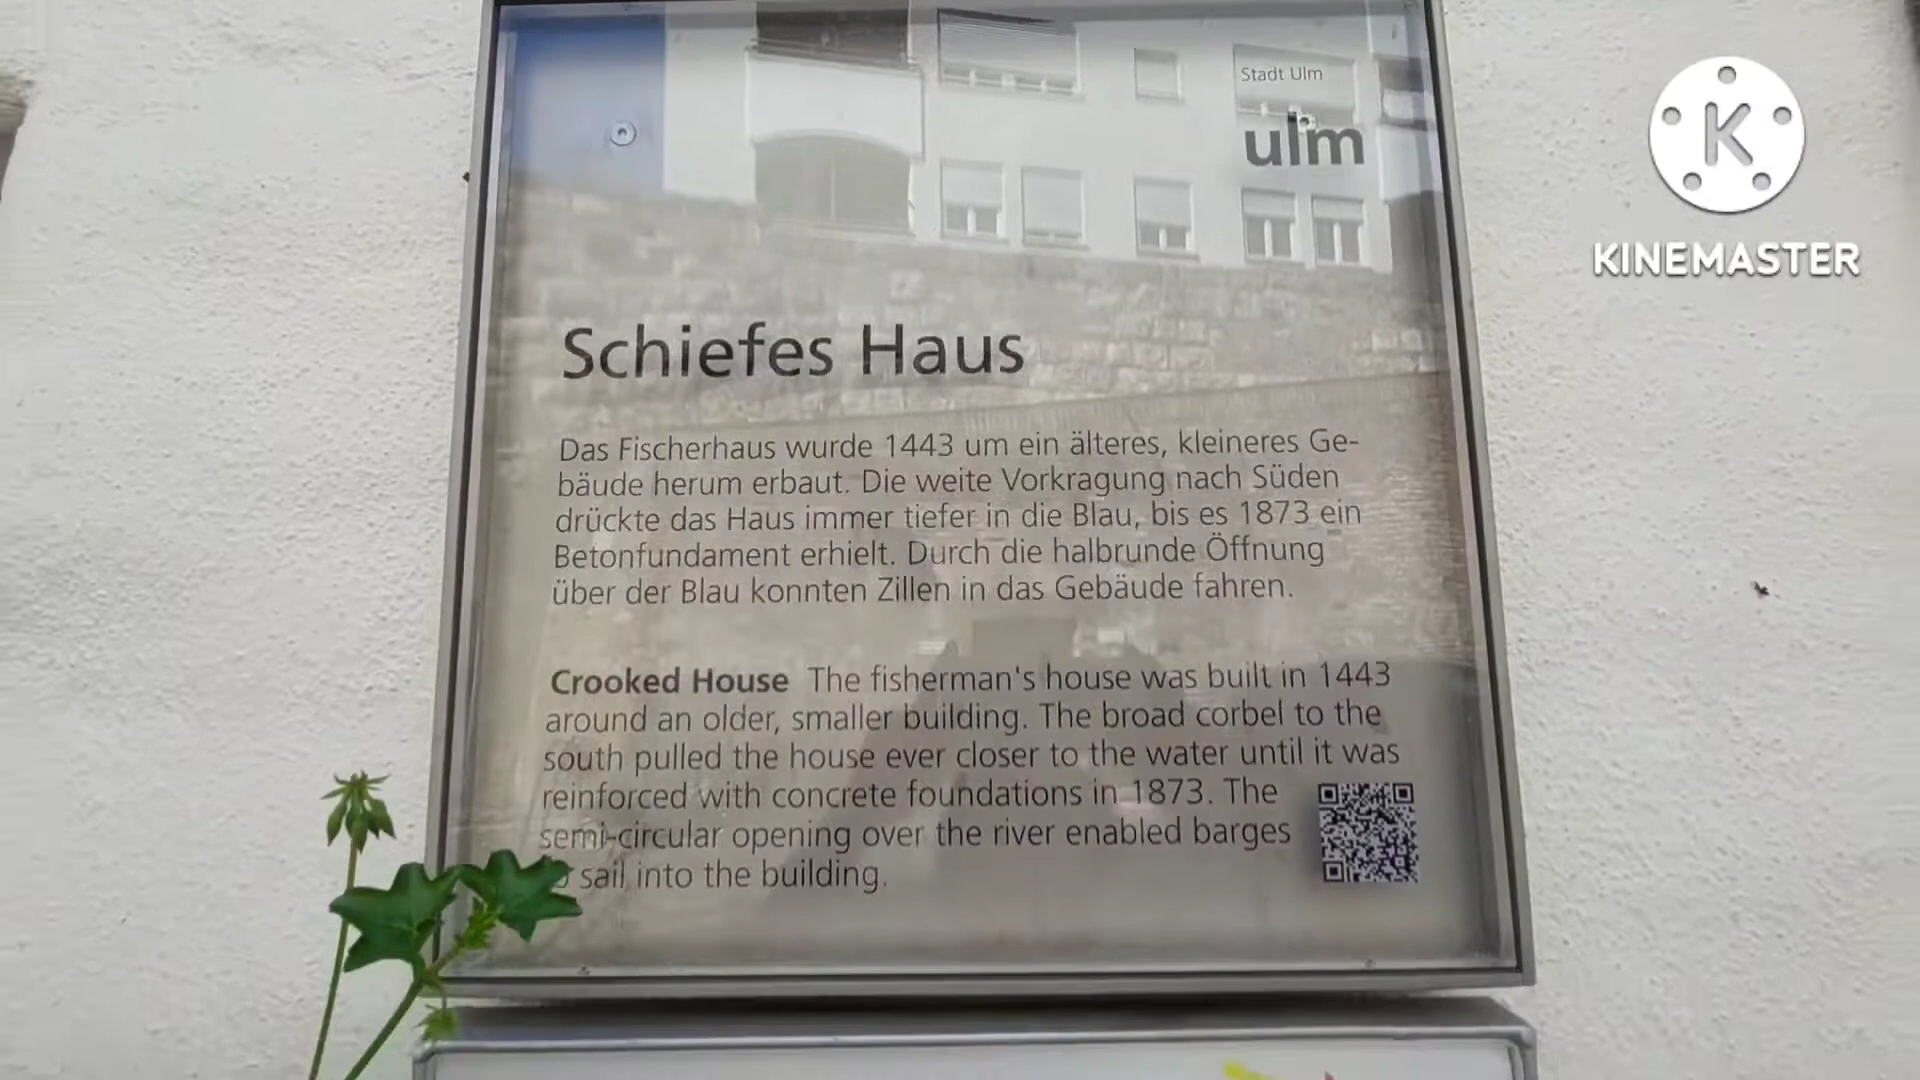 Stadt Ulm
ulm
KINEMASTER
Schiefes Haus
Das Fischerhaus wurde 1443 um ein älteres, kleineres Ge-
bäude herum erbaut. Die weite Vorkragung nach Süden
drückte das Haus immer tiefer in die Blau, bis es 1873 ein
Betonfundament erhielt. Durch die halbrunde Öffnung
über der Blau konnten Zillen in das Gebäude fahren.
Crooked House The fisherman's house was built in 1443
around an older, smaller building. The broad corbel to the
south pulled the house ever closer to the water until it was
reinforced with concrete foundations in 1873. The
semi-circular opening over the river enabled barges
sail into the building.